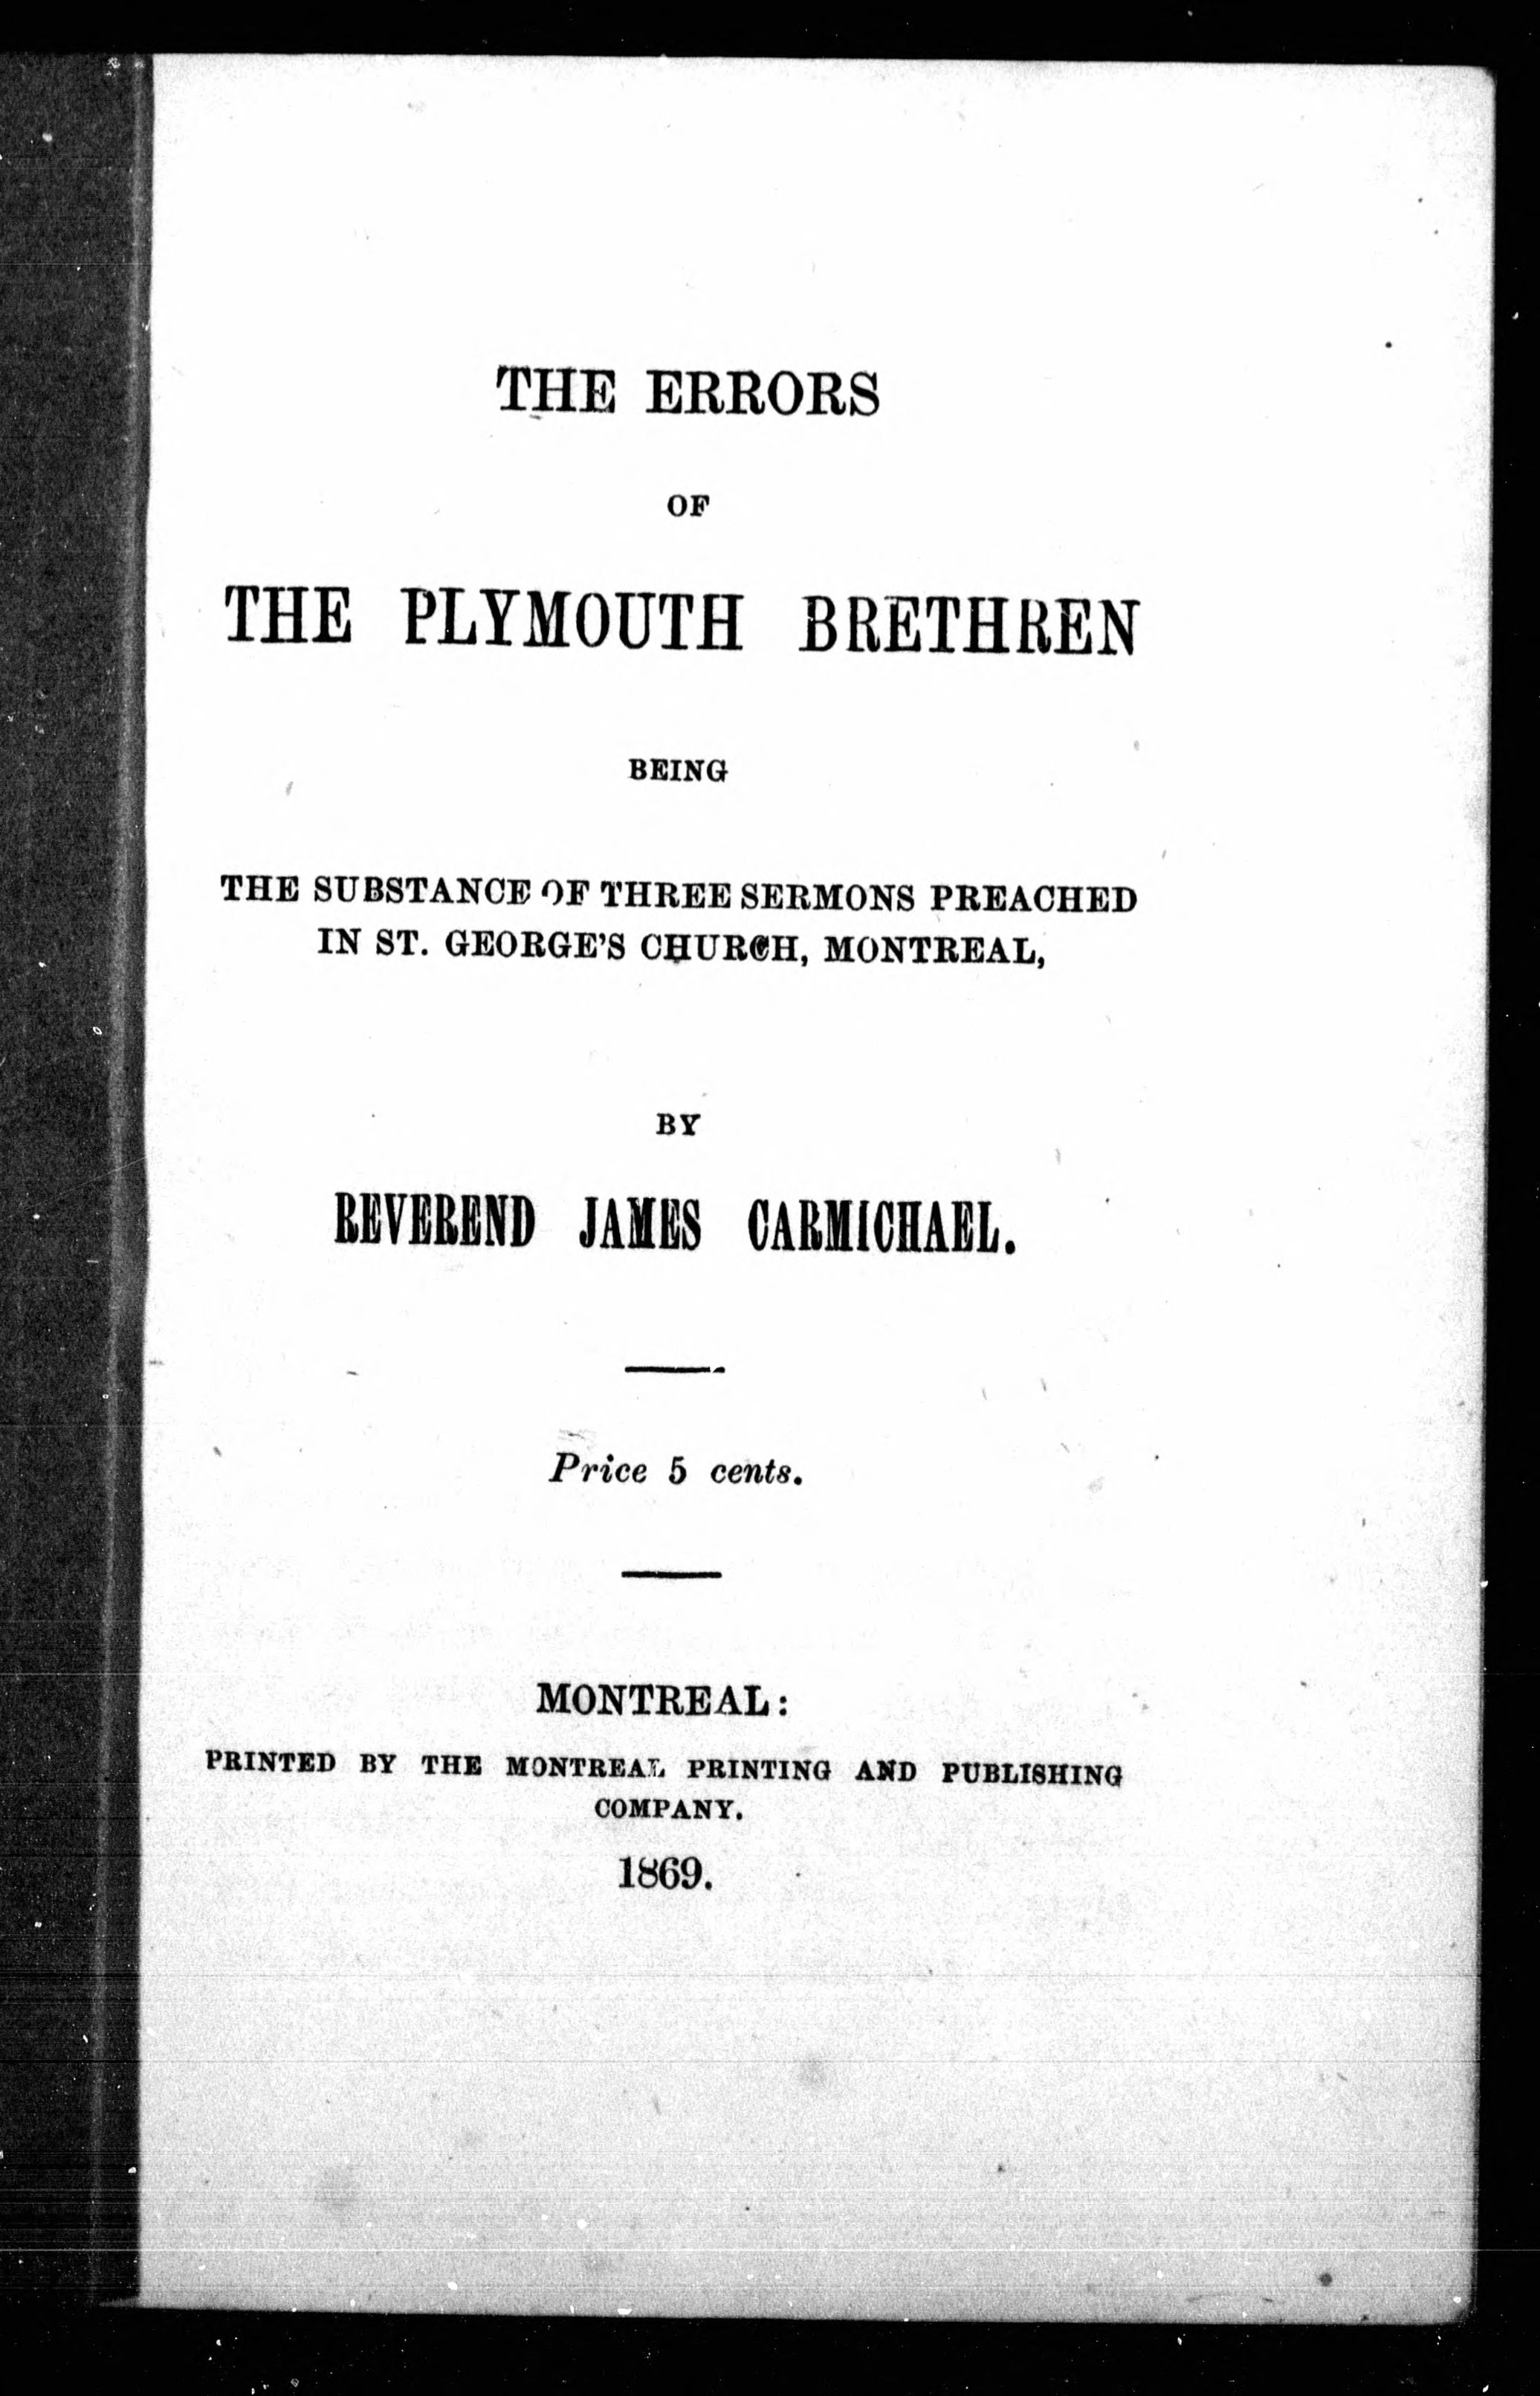 THE ERRORS
OF
THE PLYMOUTH BRETHREN
BEING
THE SUBSTANCE OF THREE SERMONS PREACHED
IN ST. GEORGE'S CHURCH, MONTREAL,
BY
REVEREND JAMES CARMICHAEL.
Price 5 cents.
MONTREAL:
PRINTED BY THE MONTREAL PRINTING AND PUBLISHING
COMPANY.
1869.